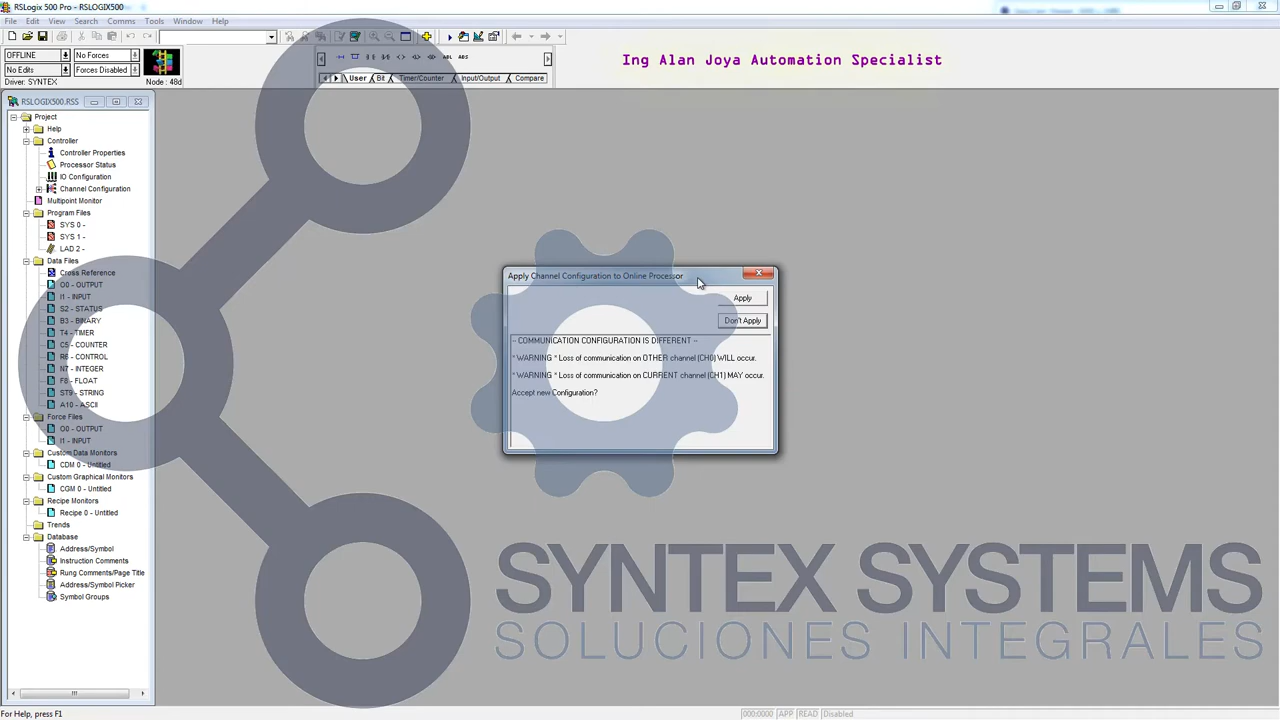 RSLogix 500 Pro - RSLOGIX500
File Edit View Search Comms Tools Window Help
OFFLINE No Forces
No Edits Forces Disabled
Driver: SYNTEX Node : 48d
User Bit Timer/Counter Input/Output Compare
Ing Alan Joya Automation Specialist
RSLOGIX500.RSS
Project
Help
Controller
Controller Properties
Processor Status
IO Configuration
Channel Configuration
Multipoint Monitor
Program Files
SYS 0 -
SYS 1 -
LAD 2 -
Data Files
Cross Reference
O0 - OUTPUT
I1 - INPUT
S2 - STATUS
B3 - BINARY
T4 - TIMER
C5 - COUNTER
R6 - CONTROL
N7 - INTEGER
F8 - FLOAT
ST9 - STRING
A10 - ASCII
Force Files
O0 - OUTPUT
I1 - INPUT
Custom Data Monitors
CDM 0 - Untitled
Custom Graphical Monitors
CGM 0 - Untitled
Recipe Monitors
Recipe 0 - Untitled
Trends
Database
Address/Symbol
Instruction Comments
Rung Comments/Page Title
Address/Symbol Picker
Symbol Groups
Apply Channel Configuration to Online Processor
Apply
Don't Apply
-- COMMUNICATION CONFIGURATION IS DIFFERENT --
* WARNING * Loss of communication on OTHER channel (CH0) WILL occur.
* WARNING * Loss of communication on CURRENT channel (CH1) MAY occur.
Accept new Configuration?
SYNTEX SYSTEMS
SOLUCIONES INTEGRALES
For Help, press F1
000:0000 APP READ Disabled